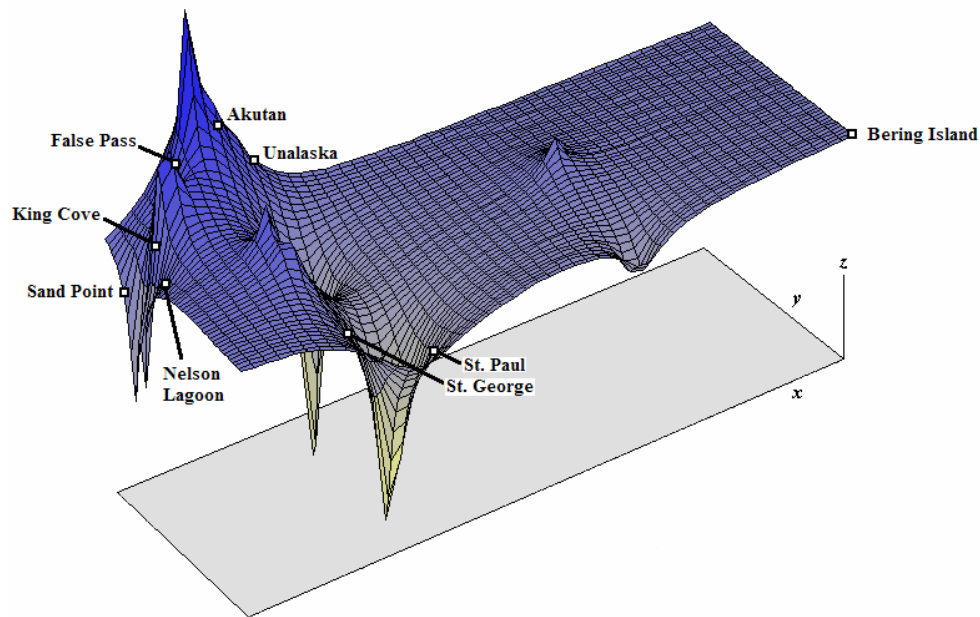 Akutan
False Pass
Unalaska
Bering Island
King Cove
Sand Point
Nelson
Lagoon
St. Paul
St. George
z
y
x